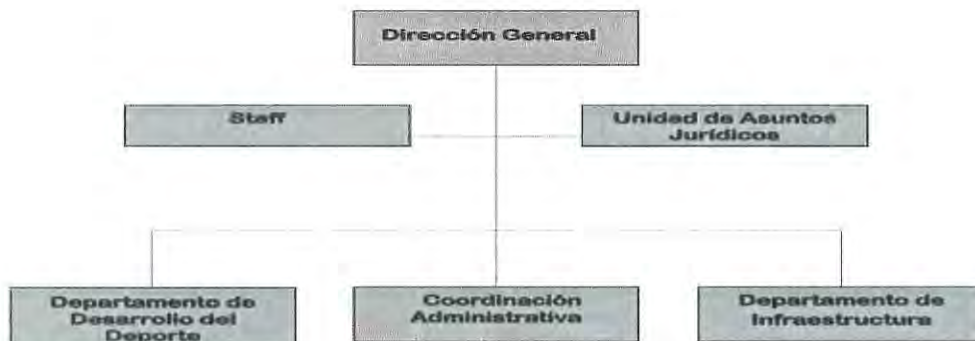 Dirección General
Staff
Unidad de Asuntos
Jurídicos
Departamento de
Desarrollo del
Deporte
Coordinación
Administrativa
Departamento de
Infraestructura